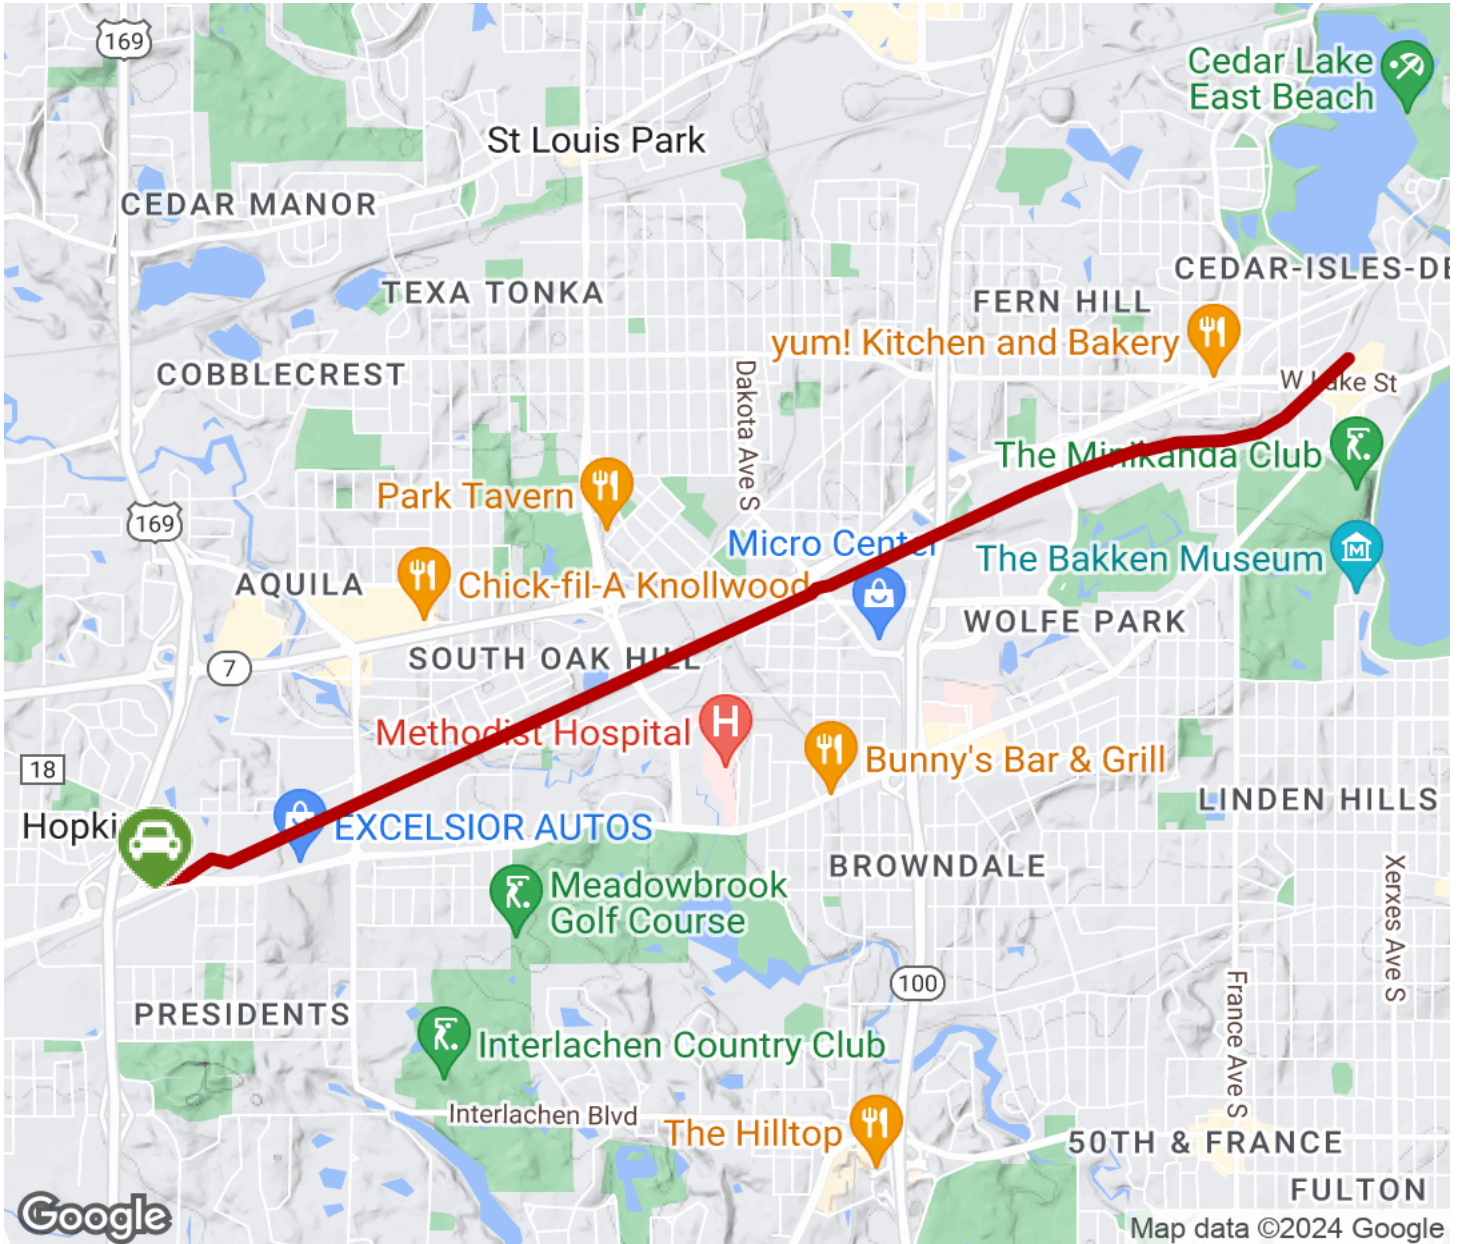 169
Cedar Lake
East Beach
St Louis Park
CEDAR MANOR
CEDAR-ISLES-DE
TEXA TONKA
FERN HILL
yum! Kitchen and Bakery
COBBLECREST
Dakota Ave S
W Lake St
The Minikanda Club
Park Tavern
169
Micro Center
The Bakken Museum
AQUILA
Chick-fil-A Knollwood
WOLFE PARK
7
SOUTH OAK HILL
Methodist Hospital
H
18
Bunny's Bar & Grill
LINDEN HILLS
Hopki
EXCELSIOR AUTOS
BROWNDALE
Meadowbrook
Golf Course
Xerxes Ave S
100
PRESIDENTS
France Ave S
Interlachen Country Club
Interlachen Blvd
The Hilltop
50TH & FRANCE
FULTON
Google
Map data ©2024 Google